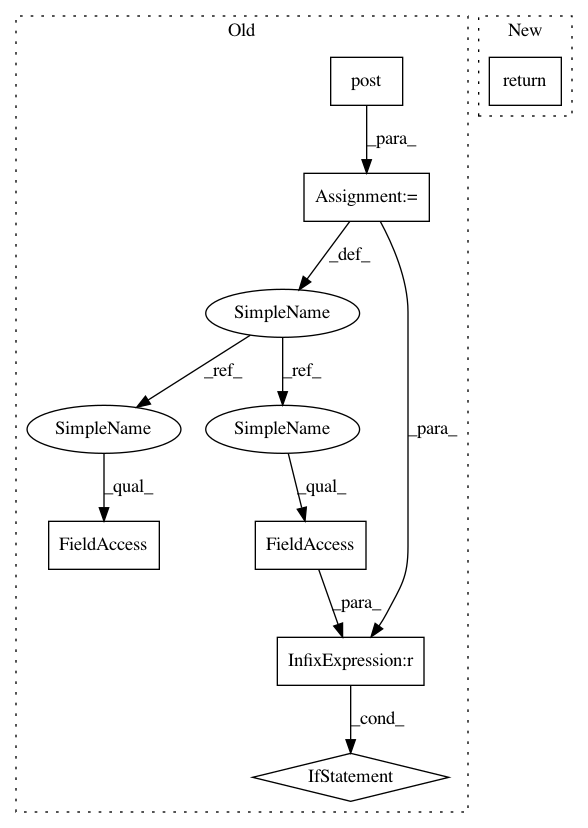 Old
New
post
return
_para_
Assignment:=
_def_
SimpleName
_ref_
_ref_
SimpleName
SimpleName
_para_
_qual_
_qual_
FieldAccess
FieldAccess
_para_
InfixExpression:r
_cond_
IfStatement